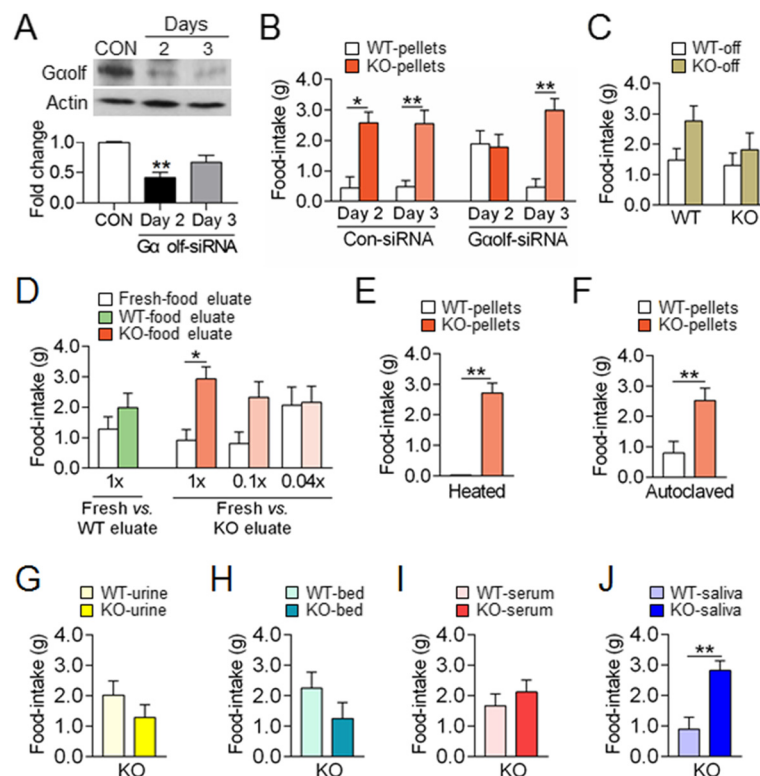 A
Days
CON 2 3
Gαolf
Actin
Fold change
1.0
0.5
0.0
**
CON Day 2 Day 3
Gα olf-siRNA
B
WT-pellets
KO-pellets
Food-intake (g)
4.0
3.0
2.0
1.0
0.0
* ** **
Day 2 Day 3 Day 2 Day 3
Con-siRNA Gαolf-siRNA
C
WT-off
KO-off
Food-intake (g)
4.0
3.0
2.0
1.0
0.0
WT KO
D
Fresh-food eluate
WT-food eluate
KO-food eluate
Food-intake (g)
4.0
3.0
2.0
1.0
0.0
*
1x 1x 0.1x 0.04x
Fresh vs. Fresh vs.
WT eluate KO eluate
E
WT-pellets
KO-pellets
Food-intake (g)
4.0
3.0
2.0
1.0
0.0
**
Heated
F
WT-pellets
KO-pellets
Food-intake (g)
4.0
3.0
2.0
1.0
0.0
**
Autoclaved
G
WT-urine
KO-urine
Food-intake (g)
4.0
3.0
2.0
1.0
0.0
KO
H
WT-bed
KO-bed
Food-intake (g)
4.0
3.0
2.0
1.0
0.0
KO
I
WT-serum
KO-serum
Food-intake (g)
4.0
3.0
2.0
1.0
0.0
KO
J
WT-saliva
KO-saliva
Food-intake (g)
4.0
3.0
2.0
1.0
0.0
**
KO